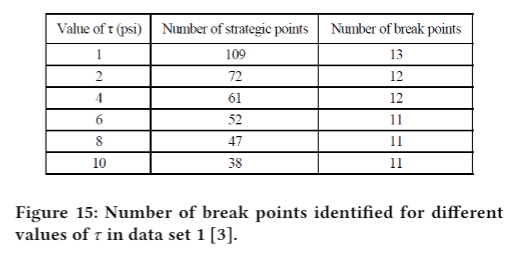 Value of τ (psi) Number of strategic points Number of break points
1 109 13
2 72 12
4 61 12
6 52 11
8 47 11
10 38 11
Figure 15: Number of break points identified for different
values of τ in data set 1 [3].